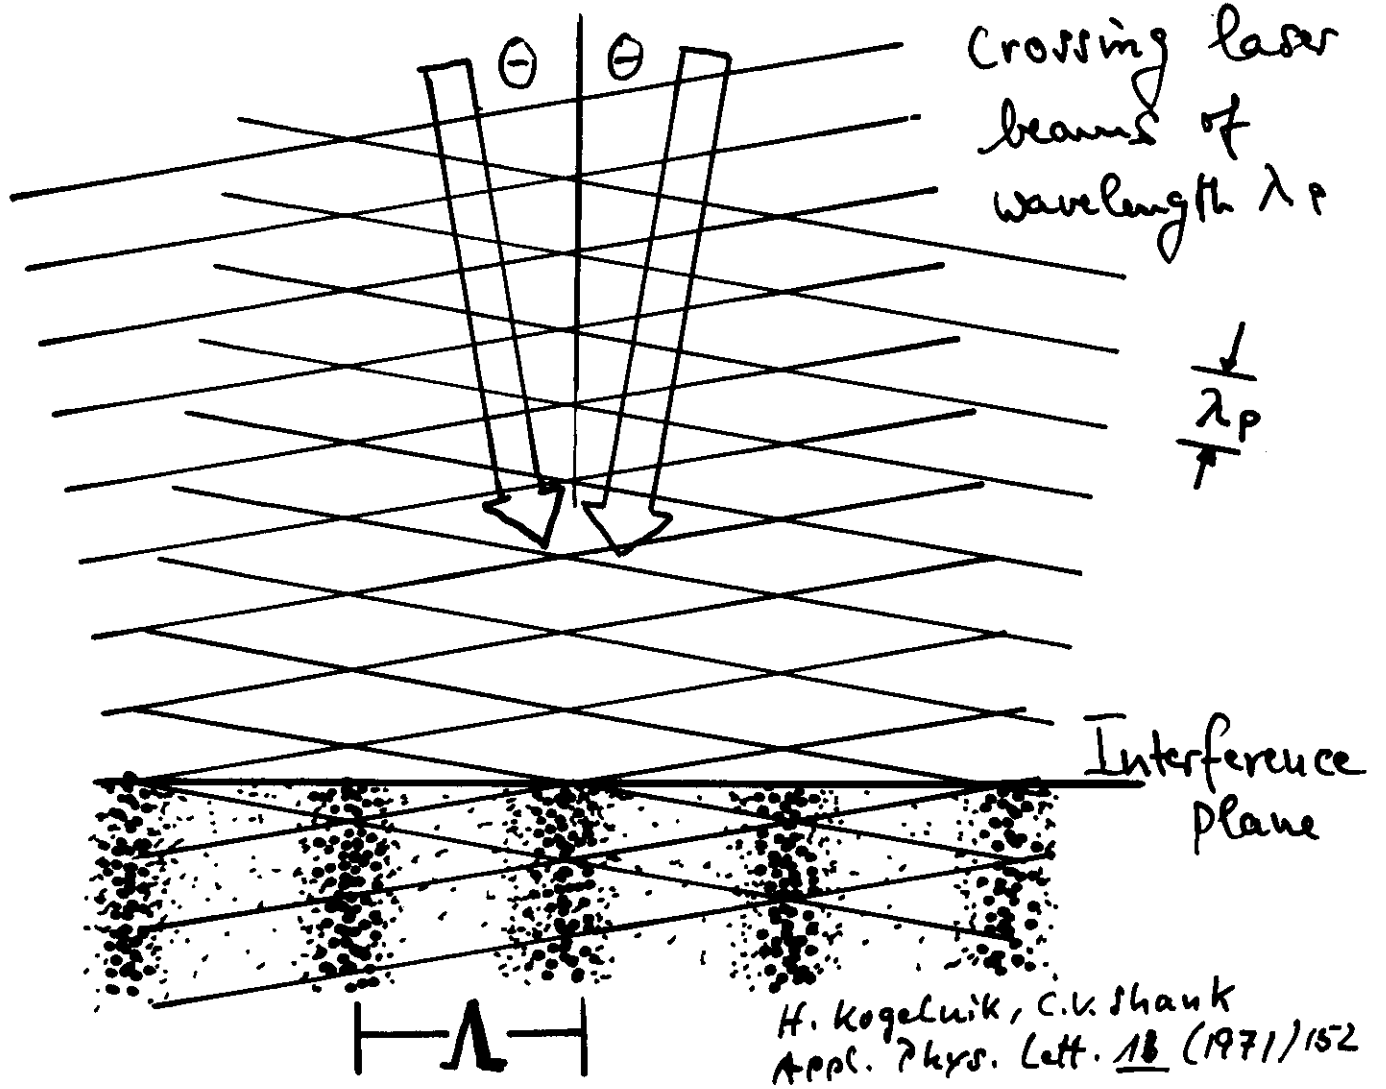 Θ Θ
Crossing laser
beams of
wavelength λp
λp
Interference
plane
Λ
H. Kogelnik, C.V. Shank
Appl. Phys. Lett. 18 (1971) 152